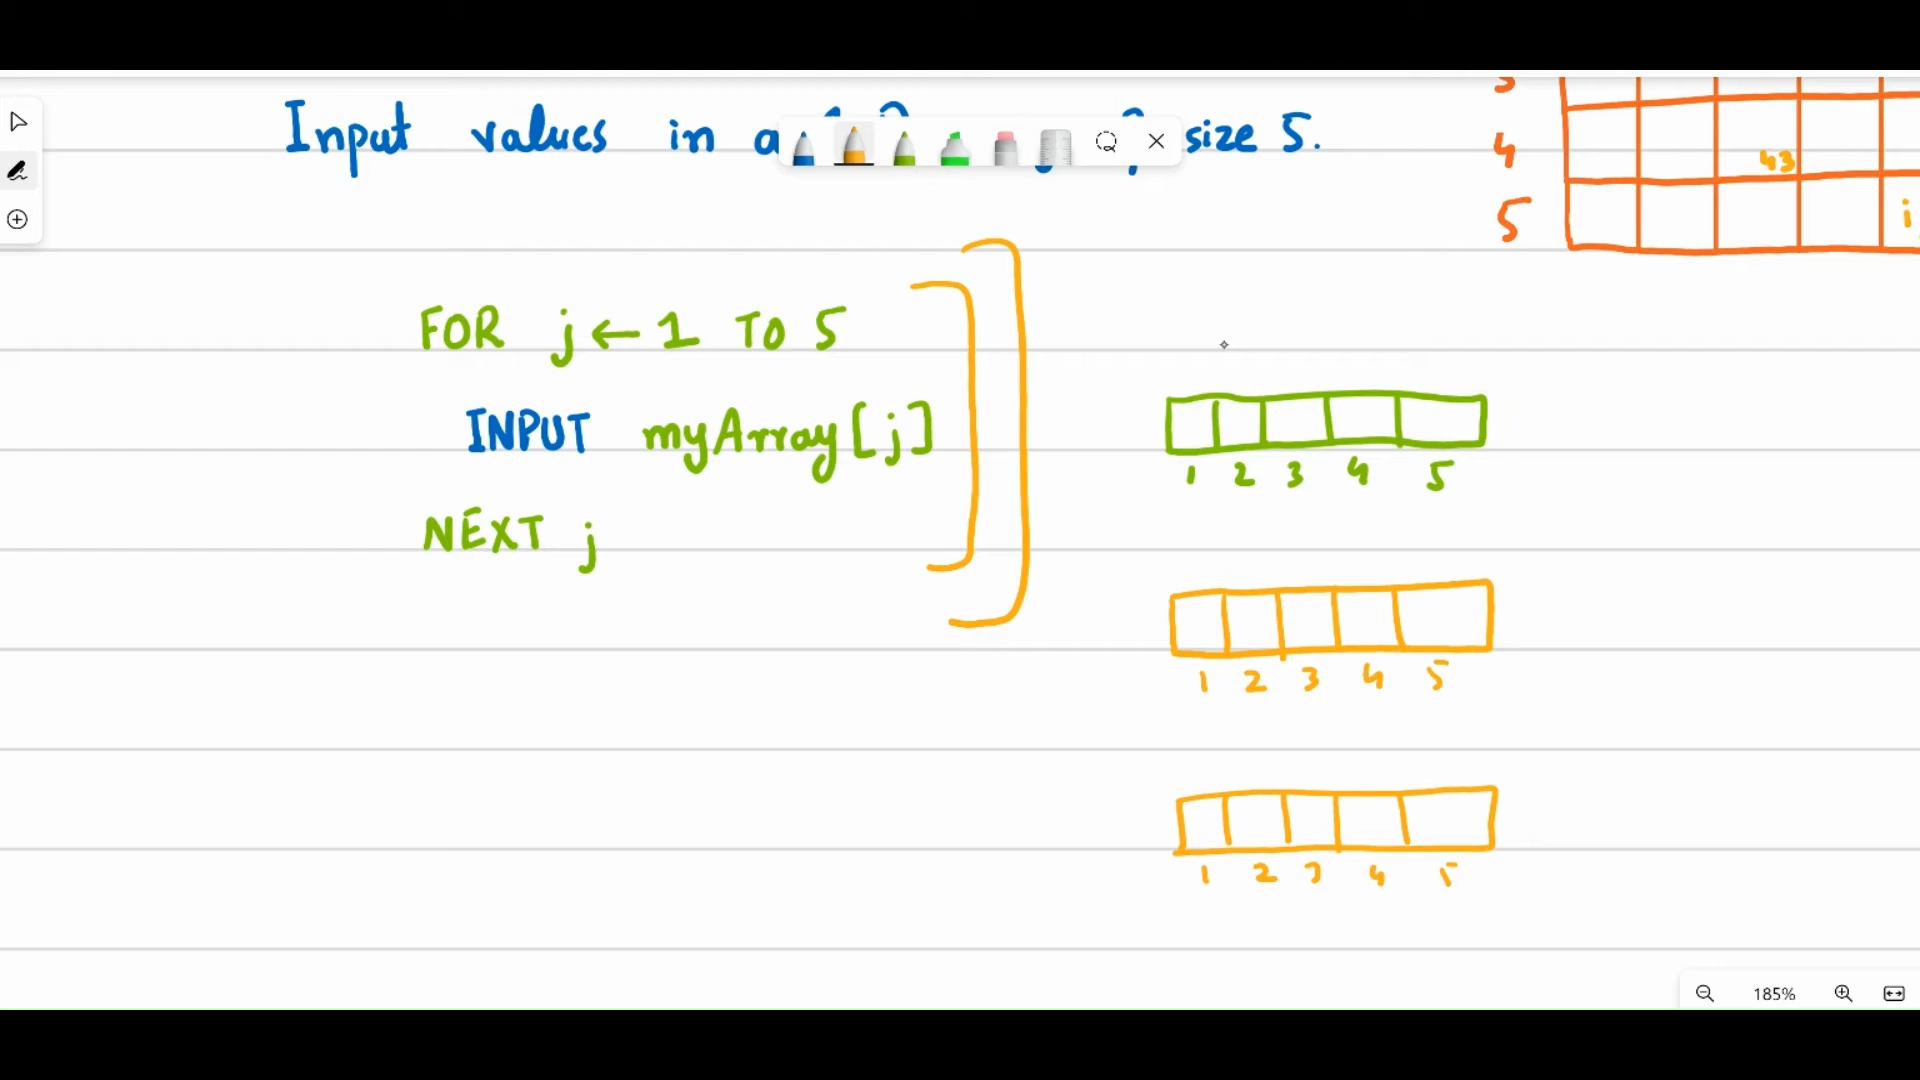 Input values in a size 5.
3
4 43
5 i
FOR j ← 1 TO 5
INPUT myArray[j]
NEXT j
1 2 3 4 5
1 2 3 4 5
1 2 3 4 5
185%